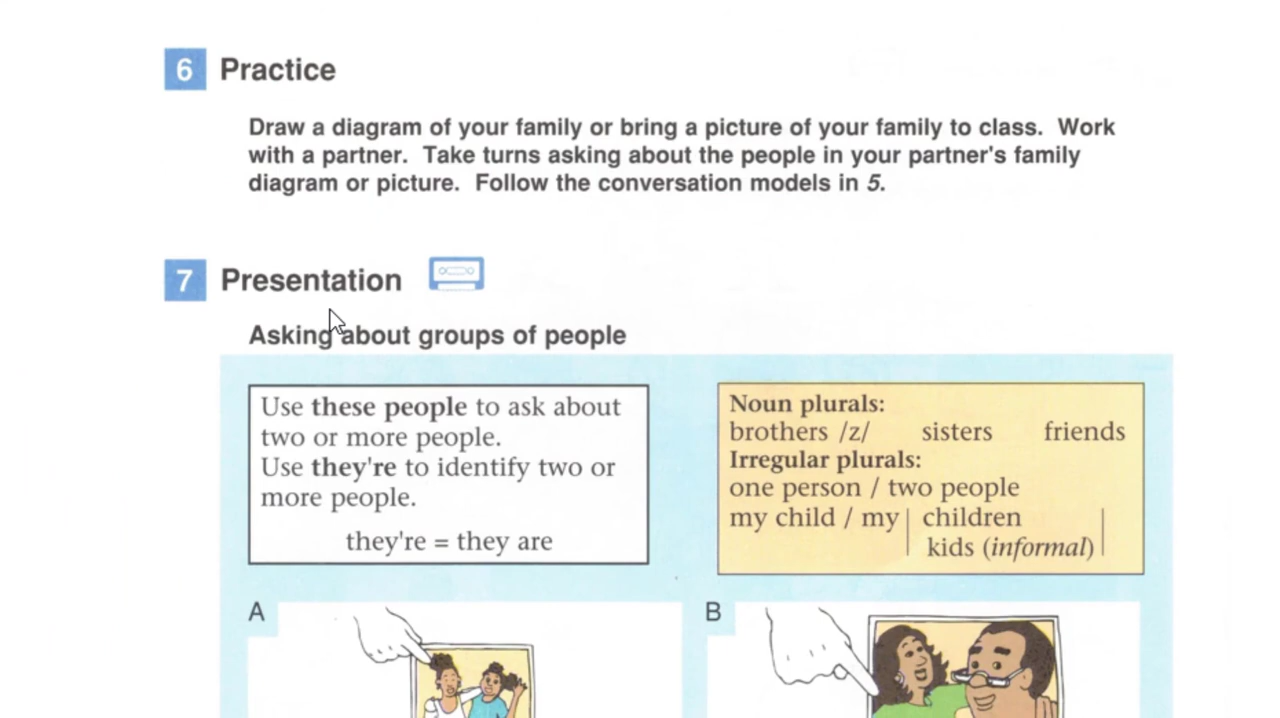 6 Practice
Draw a diagram of your family or bring a picture of your family to class. Work
with a partner. Take turns asking about the people in your partner's family
diagram or picture. Follow the conversation models in 5.
7 Presentation
Asking about groups of people
Use these people to ask about
two or more people.
Use they're to identify two or
more people.
they're = they are
Noun plurals:
brothers /z/ sisters friends
Irregular plurals:
one person / two people
my child / my | children
kids (informal) |
A
B